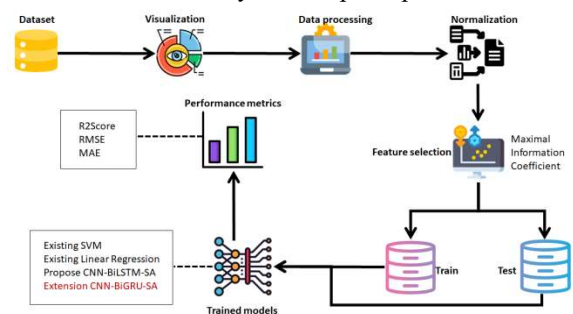 Dataset
Visualization
Data processing
Normalization
Performance metrics
R2Score
RMSE
MAE
Feature selection
Maximal
Information
Coefficient
Existing SVM
Existing Linear Regression
Propose CNN-BiLSTM-SA
Extension CNN-BiGRU-SA
Trained models
Train
Test